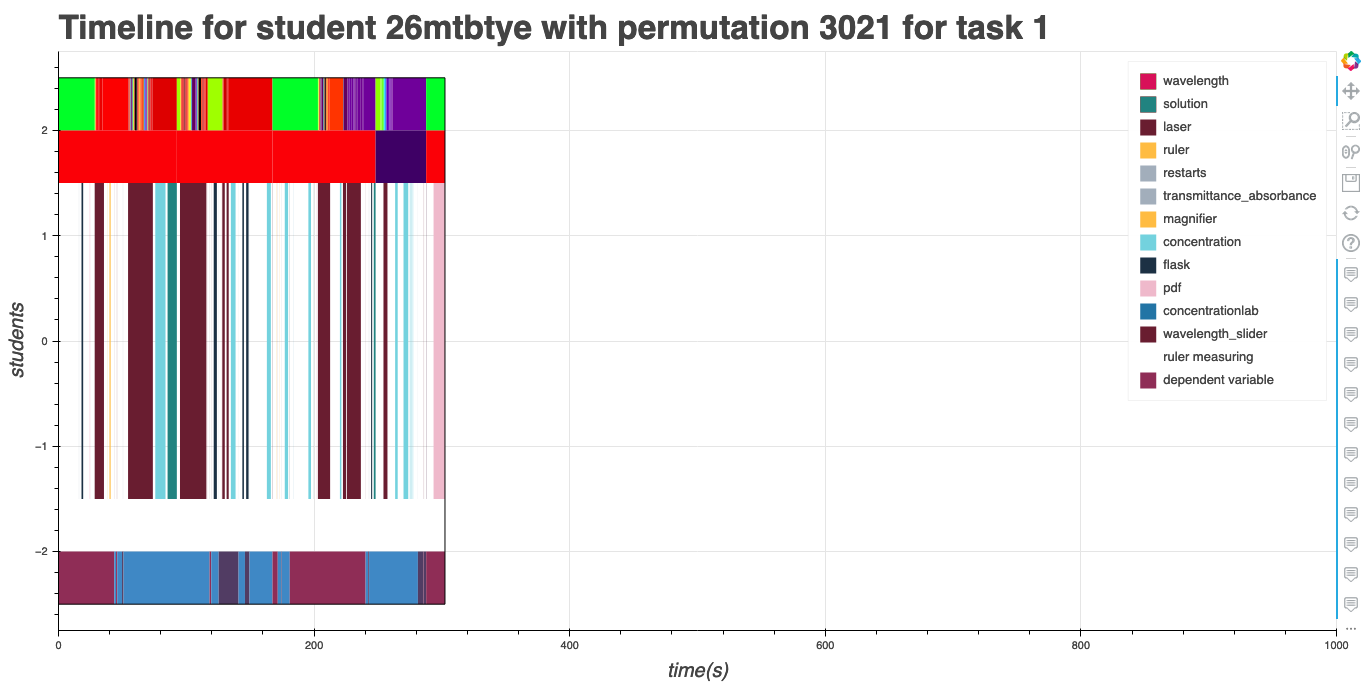 Timeline for student 26mtbtye with permutation 3021 for task 1
students
2
1
0
−1
−2
0
200
400
600
800
1000
time(s)
wavelength
solution
laser
ruler
restarts
transmittance_absorbance
magnifier
concentration
flask
pdf
concentrationlab
wavelength_slider
ruler measuring
dependent variable